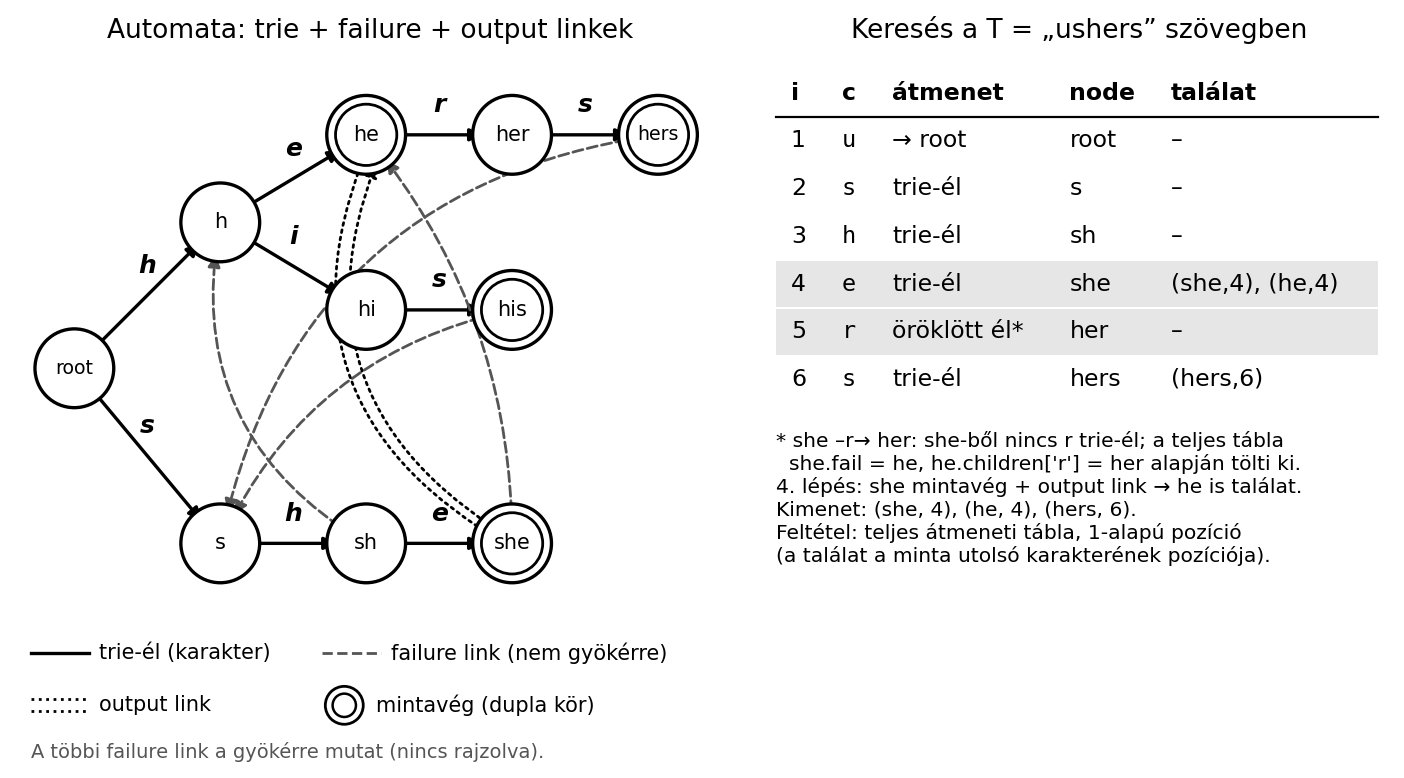 Automata: trie + failure + output linkek
e
r
s
he
her
hers
h
i
h
s
hi
his
root
s
h
e
s
sh
she
trie-él (karakter)
failure link (nem gyökérre)
output link
mintavég (dupla kör)
A többi failure link a gyökérre mutat (nincs rajzolva).
Keresés a T = „ushers” szövegben
i c átmenet node találat
1 u → root root –
2 s trie-él s –
3 h trie-él sh –
4 e trie-él she (she,4), (he,4)
5 r öröklött él* her –
6 s trie-él hers (hers,6)
* she –r→ her: she-ből nincs r trie-él; a teljes tábla
she.fail = he, he.children['r'] = her alapján tölti ki.
4. lépés: she mintavég + output link → he is találat.
Kimenet: (she, 4), (he, 4), (hers, 6).
Feltétel: teljes átmeneti tábla, 1-alapú pozíció
(a találat a minta utolsó karakterének pozíciója).